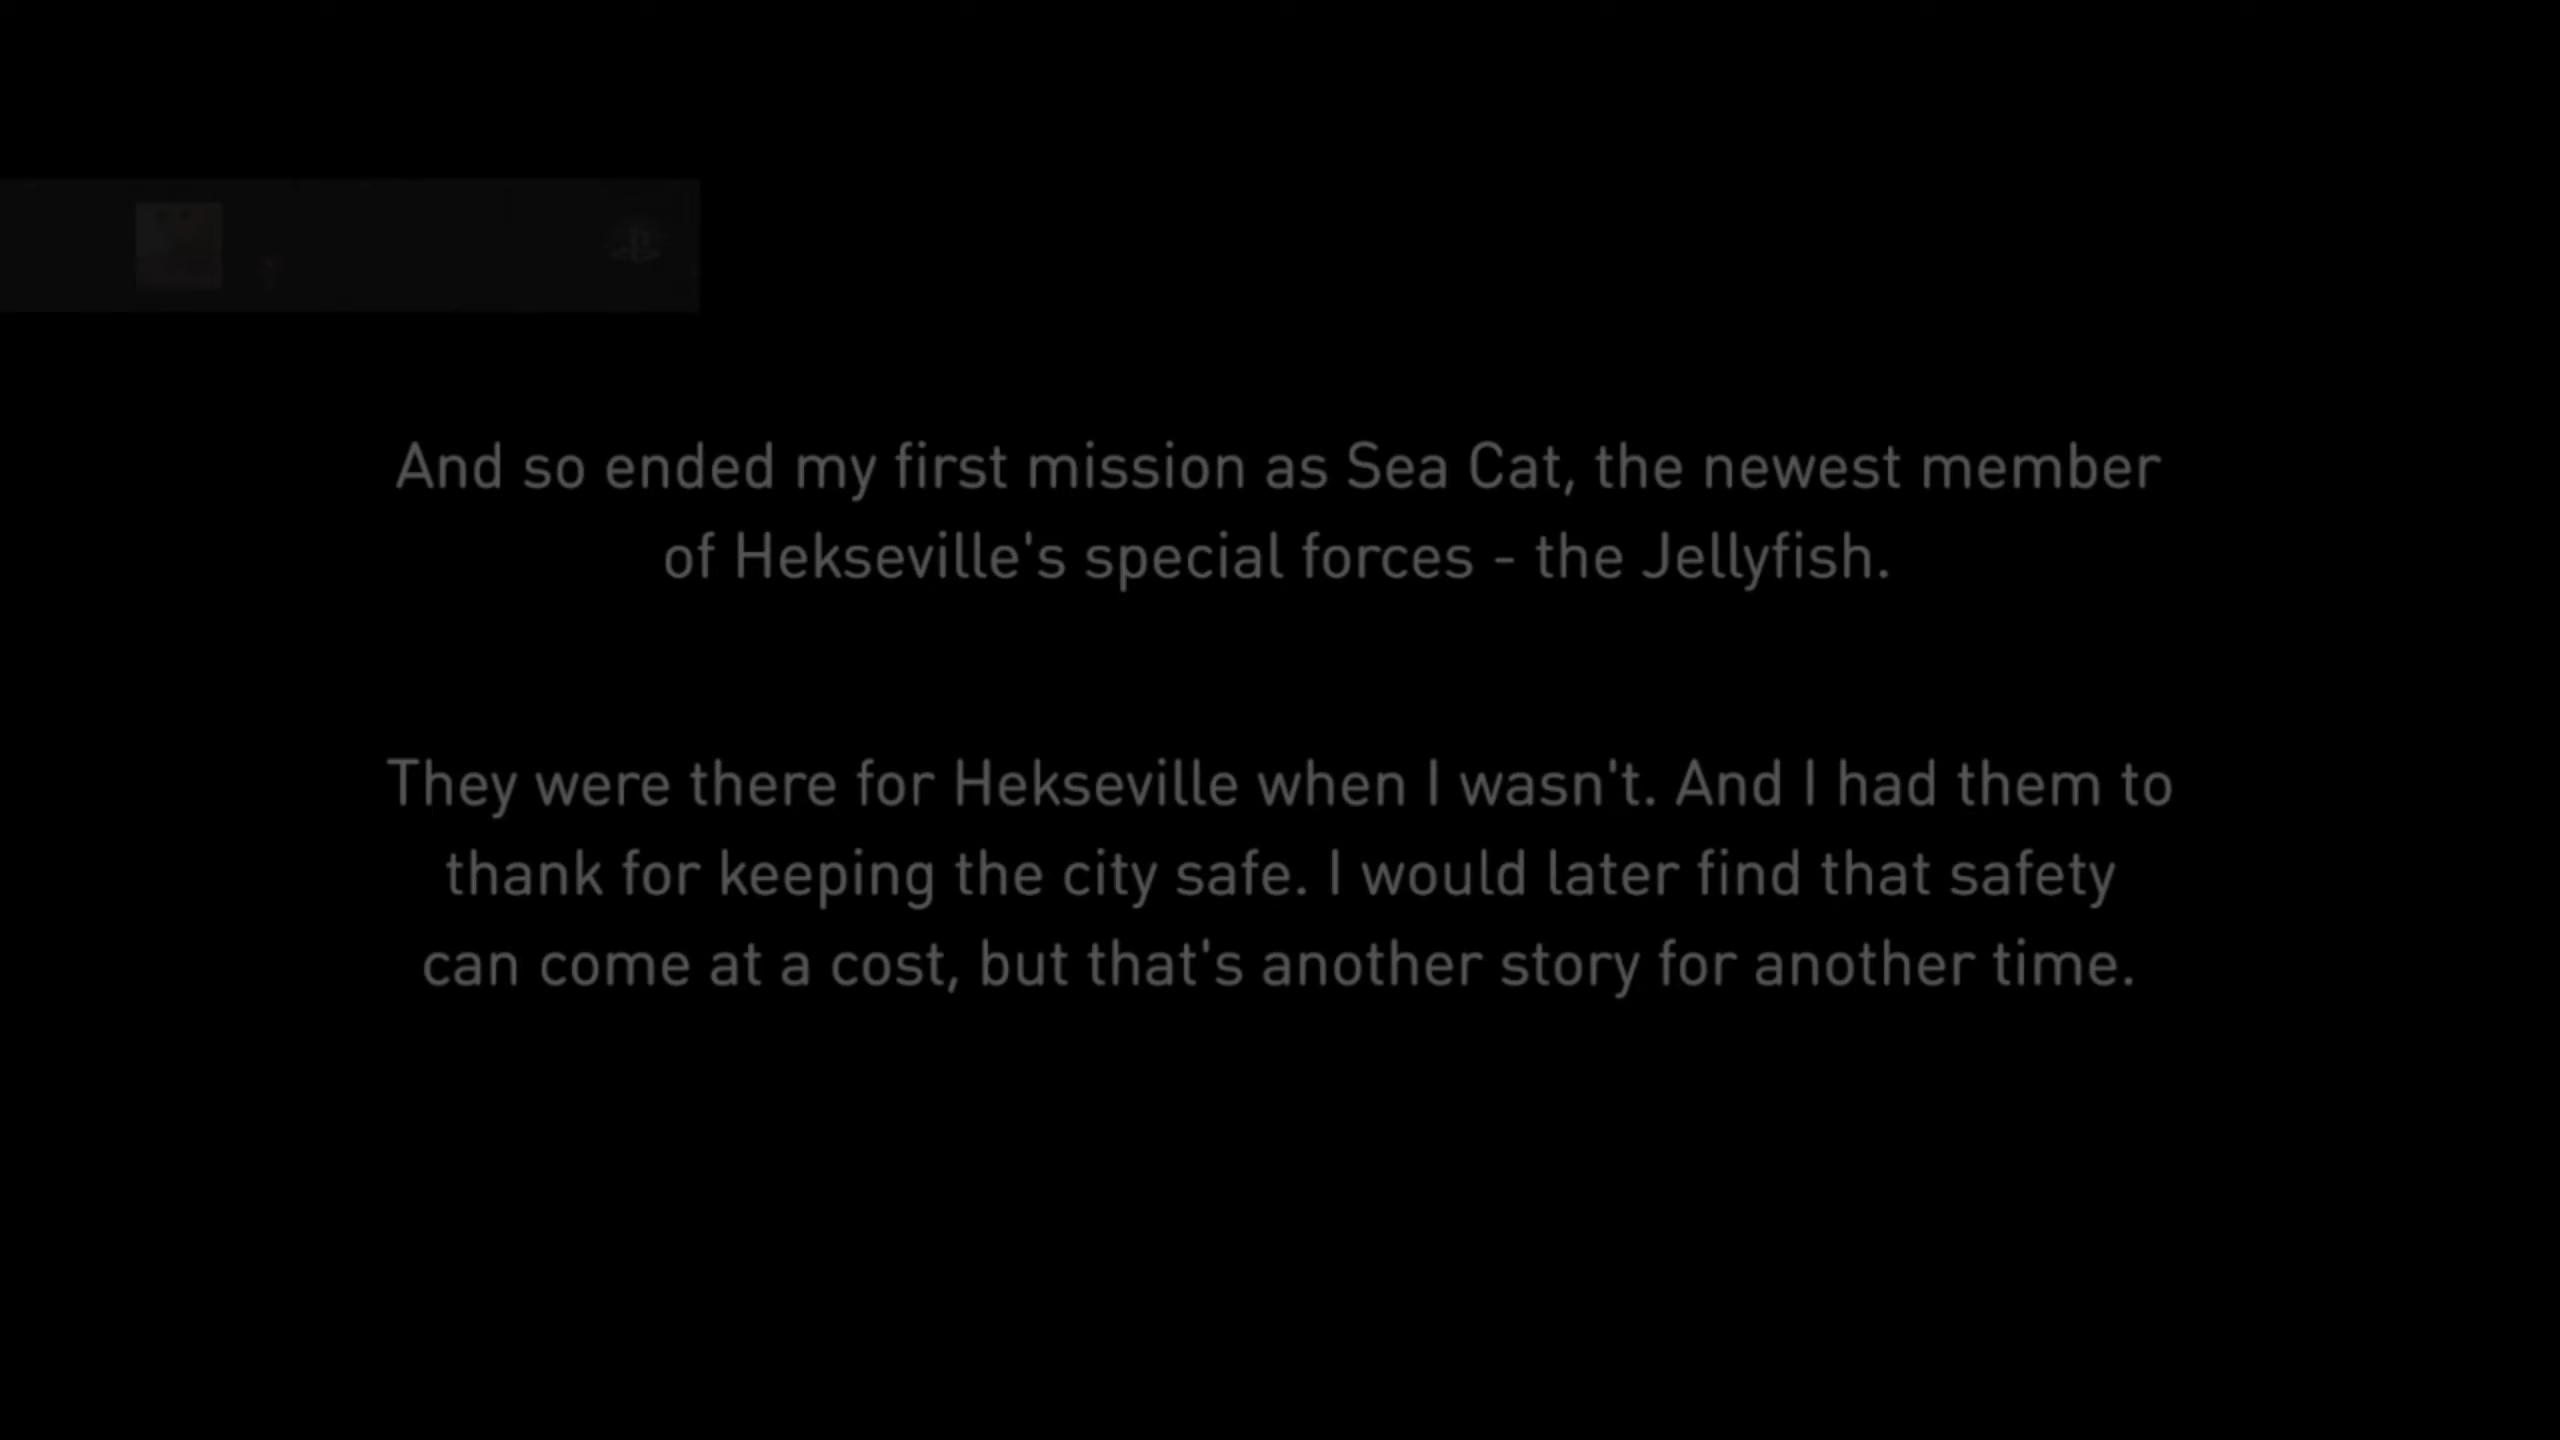 And so ended my first mission as Sea Cat, the newest member
of Hekseville's special forces - the Jellyfish.
They were there for Hekseville when I wasn't. And I had them to
thank for keeping the city safe. I would later find that safety
can come at a cost, but that's another story for another time.